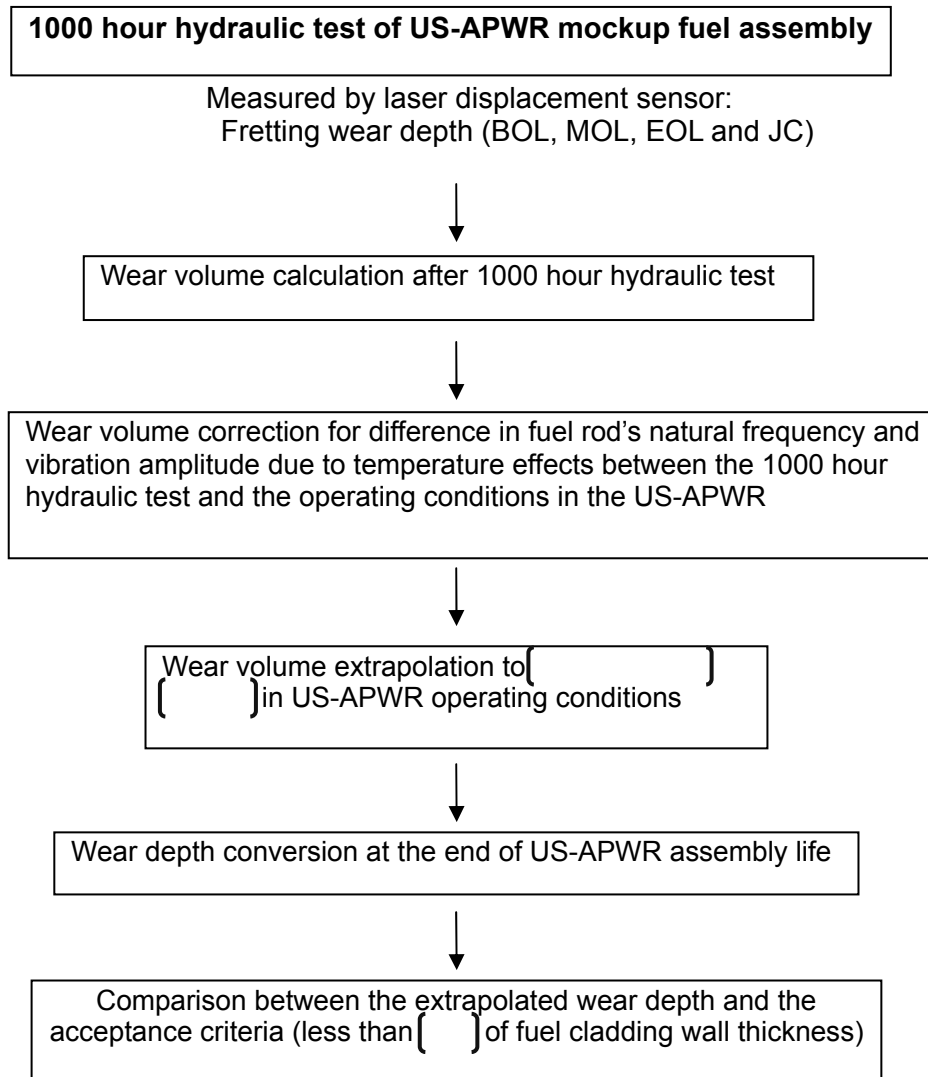 1000 hour hydraulic test of US-APWR mockup fuel assembly
Measured by laser displacement sensor:
Fretting wear depth (BOL, MOL, EOL and JC)
Wear volume calculation after 1000 hour hydraulic test
Wear volume correction for difference in fuel rod's natural frequency and
vibration amplitude due to temperature effects between the 1000 hour
hydraulic test and the operating conditions in the US-APWR
Wear volume extrapolation to [ ]
[ ] in US-APWR operating conditions
Wear depth conversion at the end of US-APWR assembly life
Comparison between the extrapolated wear depth and the
acceptance criteria (less than [ ] of fuel cladding wall thickness)